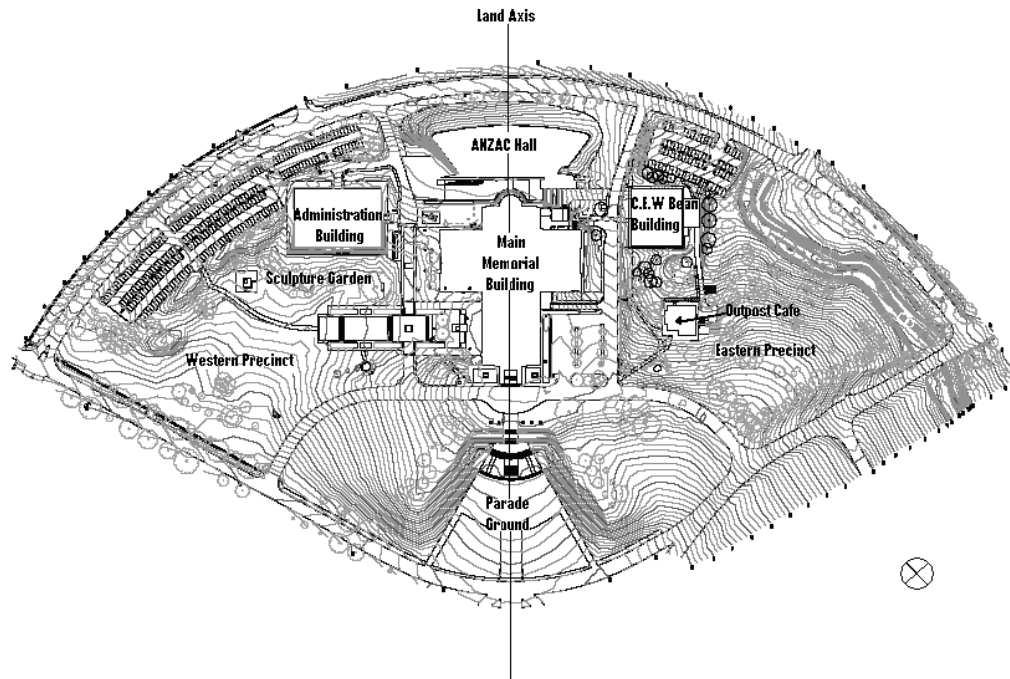 Land Axis
ANZAC Hall
Administration
Building
C.E.W Bean
Building
Main
Memorial
Building
Sculpture Garden
Outpost Cafe
Western Precinct
Eastern Precinct
Parade
Ground